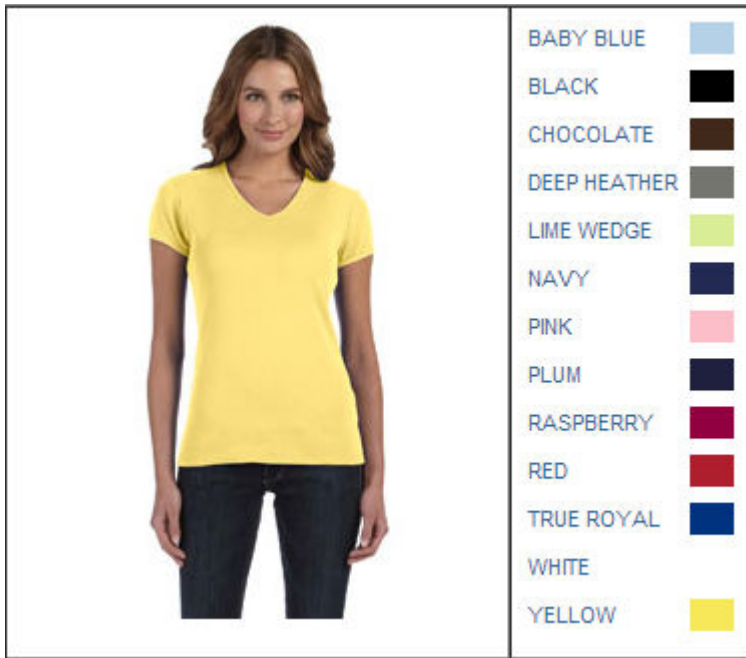 BABY BLUE
BLACK
CHOCOLATE
DEEP HEATHER
LIME WEDGE
NAVY
PINK
PLUM
RASPBERRY
RED
TRUE ROYAL
WHITE
YELLOW